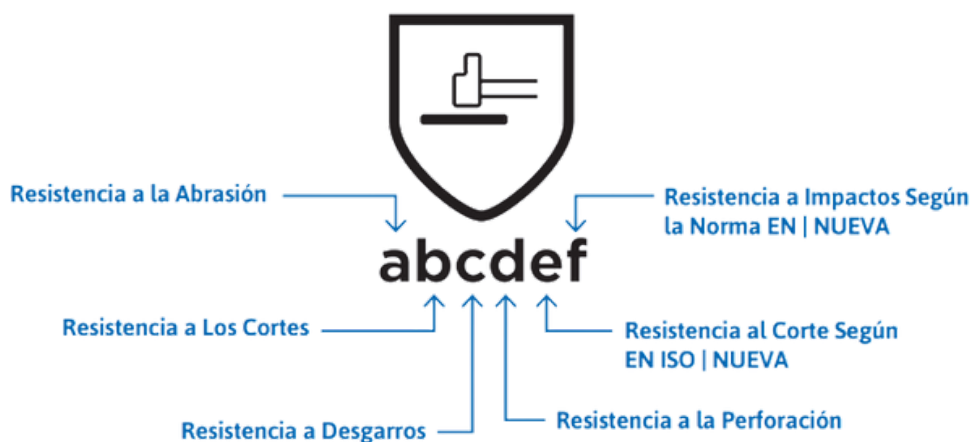 Resistencia a la Abrasión
Resistencia a Impactos Según
la Norma EN | NUEVA
abcdef
Resistencia a Los Cortes
Resistencia al Corte Según
EN ISO | NUEVA
Resistencia a Desgarros
Resistencia a la Perforación